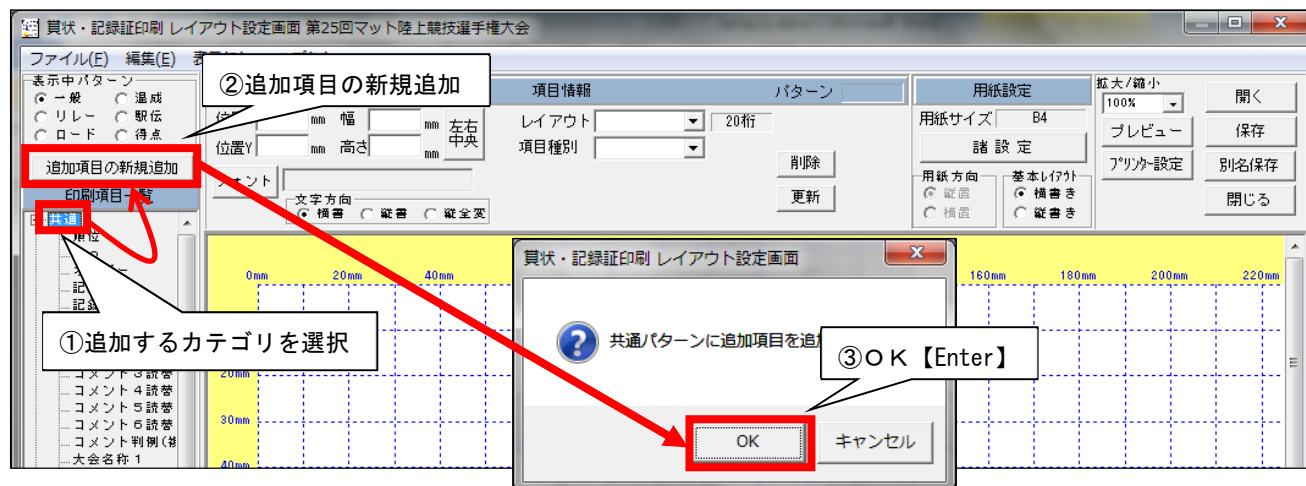 賞状・記録証印刷 レイアウト設定画面 第25回マット陸上競技選手権大会
ファイル(F) 編集(E)
表示中パターン
一般 混成
リレー 駅伝
ロード 得点
追加項目の新規追加
印刷項目一覧
共通
順位
コメント3読替
コメント4読替
コメント5読替
コメント6読替
コメント判例(複
大会名称1
②追加項目の新規追加
①追加するカテゴリを選択
mm 幅 mm
位置Y mm 高さ mm
左右
中央
フォント
文字方向
横書 縦書 縦全変
項目情報 パターン
レイアウト 20桁
項目種別
削除
更新
用紙設定
用紙サイズ B4
諸 設 定
用紙方向
縦置
横置
基本レイアウト
横書き
縦書き
拡大/縮小
100%
プレビュー
プリンター設定
開く
保存
別名保存
閉じる
0mm 20mm 40mm 160mm 180mm 200mm 220mm
20mm
30mm
40mm
賞状・記録証印刷 レイアウト設定画面
共通パターンに追加項目を追
③OK【Enter】
OK キャンセル